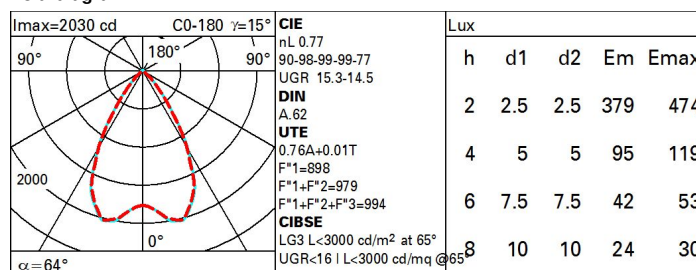 Imax=2030 cd C0-180 γ=15°
90° 180° 90°
2000
0°
α=64°
CIE
nL 0.77
90-98-99-99-77
UGR 15.3-14.5
DIN
A.62
UTE
0.76A+0.01T
F"1=898
F"1+F"2=979
F"1+F"2+F"3=994
CIBSE
LG3 L<3000 cd/m² at 65°
UGR<16 | L<3000 cd/mq @65°
Lux
h d1 d2 Em Emax
2 2.5 2.5 379 474
4 5 5 95 119
6 7.5 7.5 42 53
8 10 10 24 30